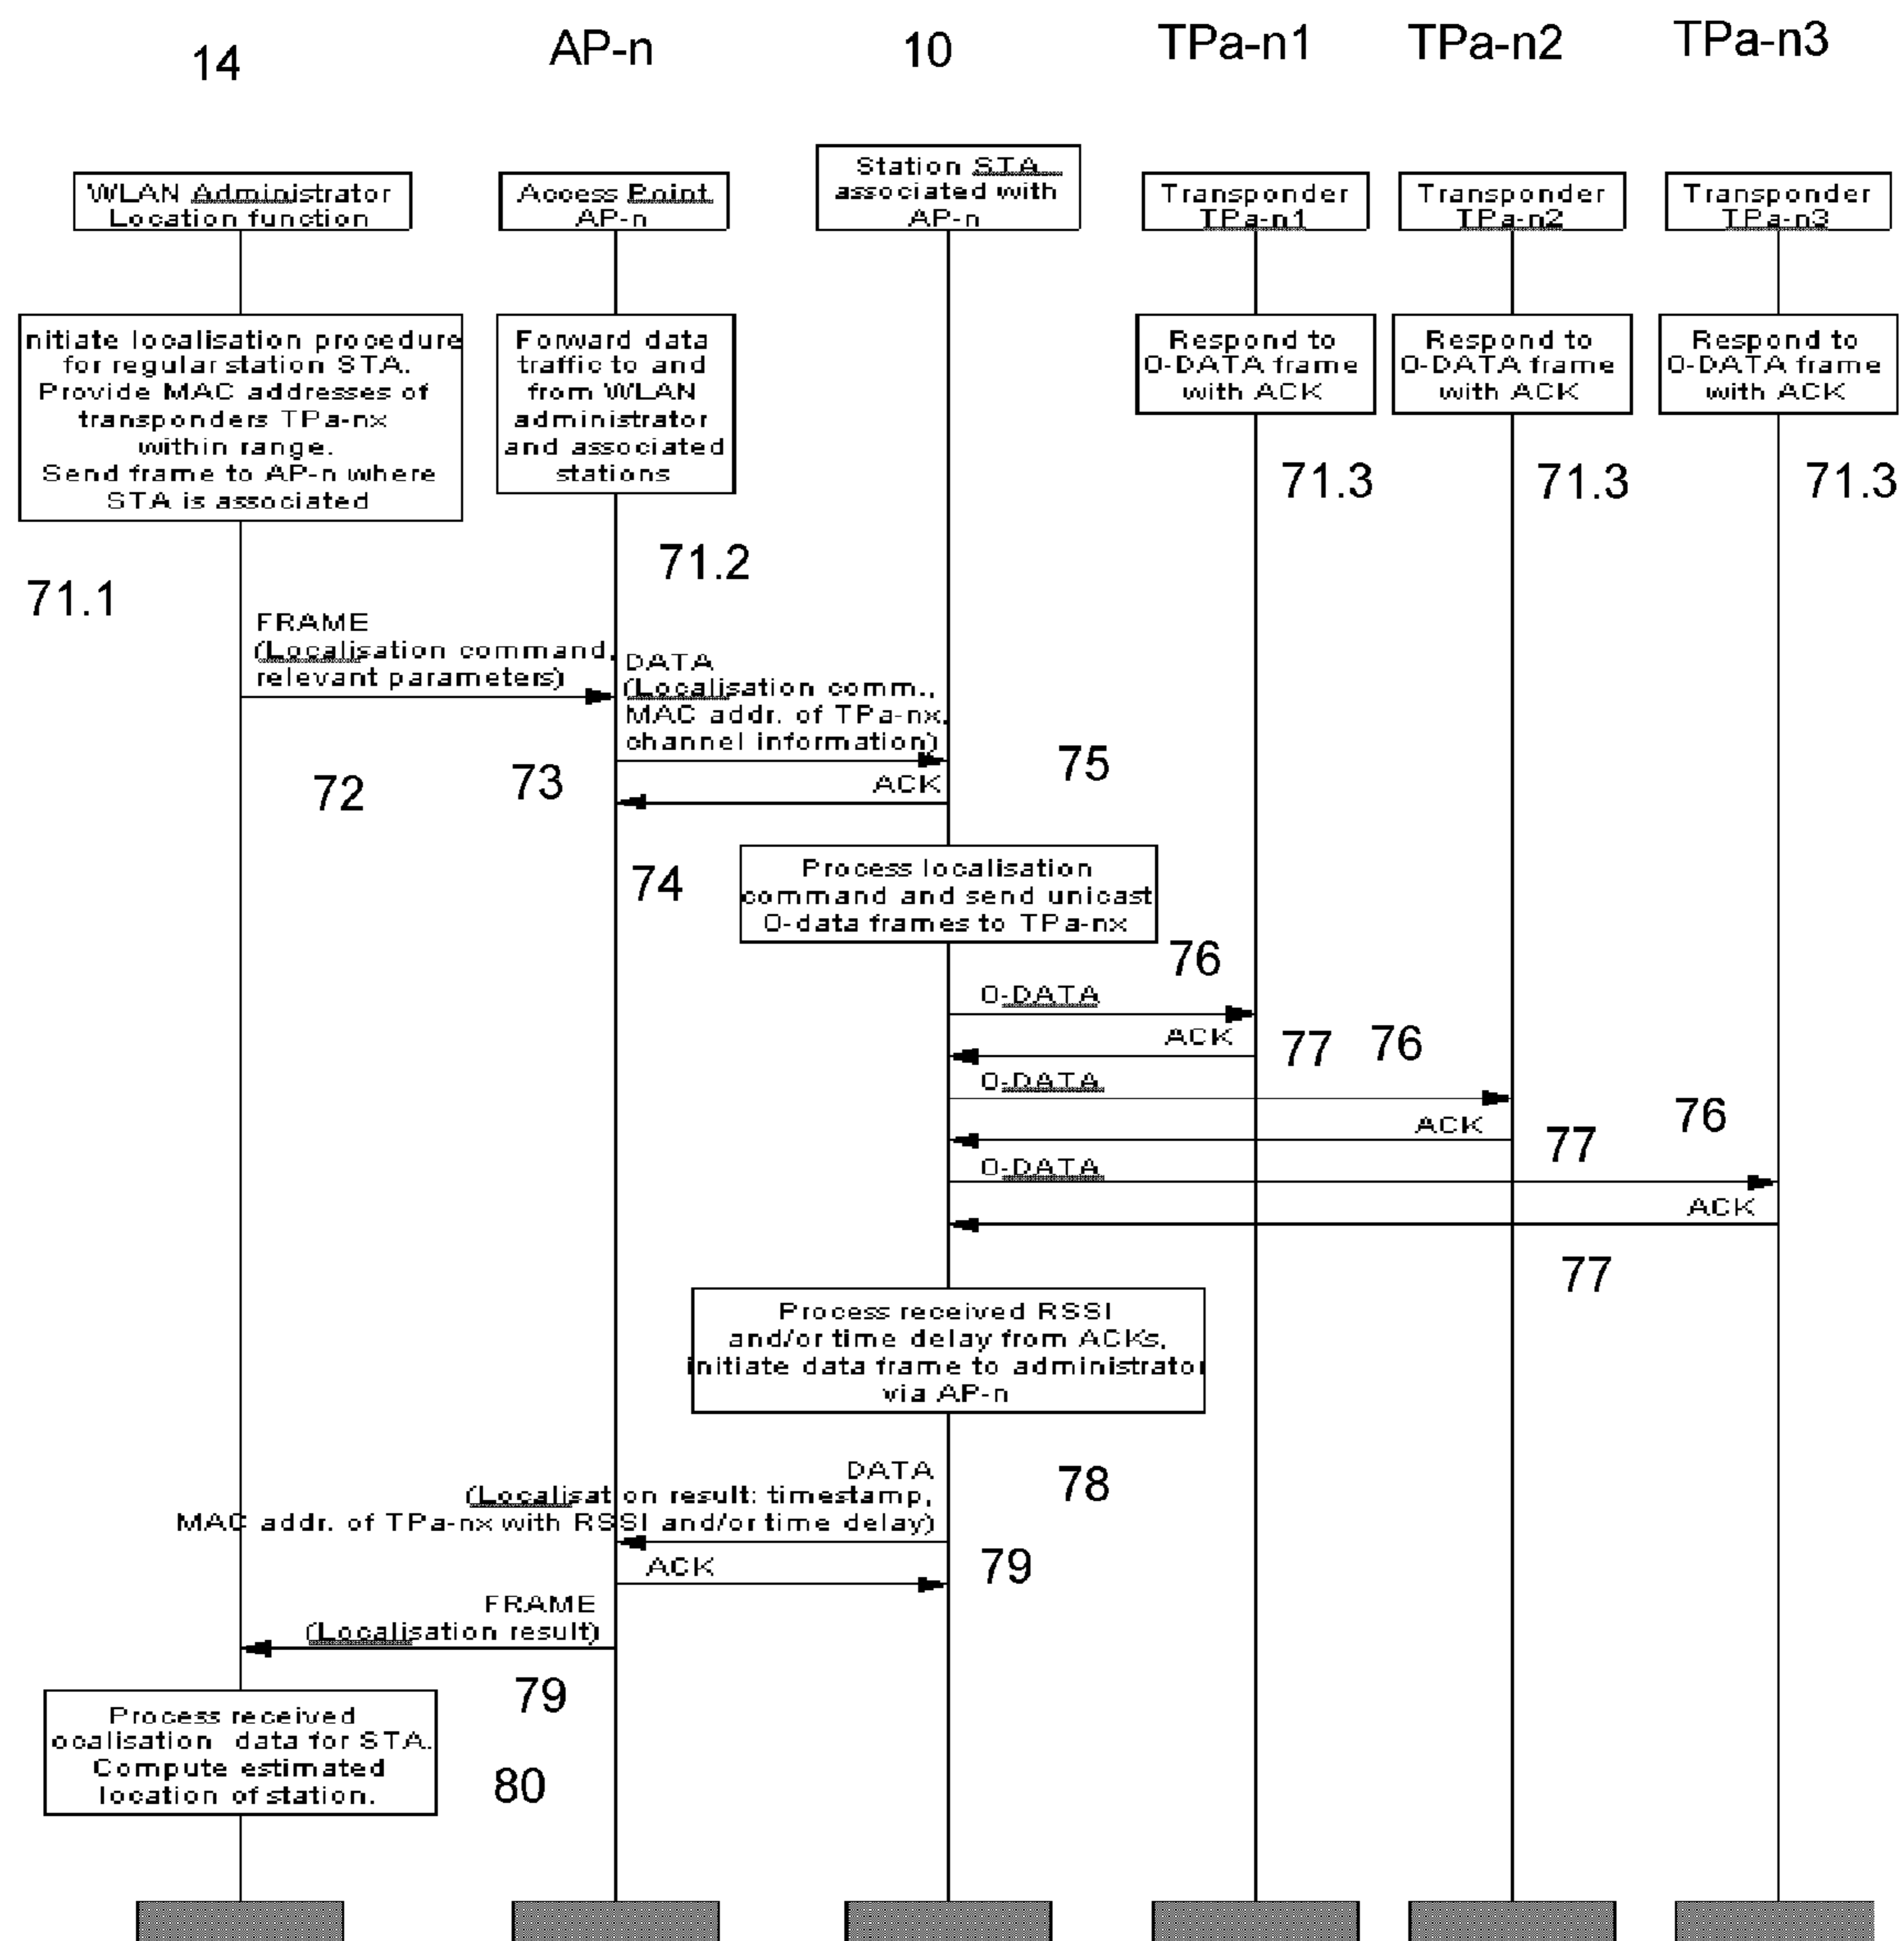 14
AP-n
10
TPa-n1
TPa-n2
TPa-n3
WLAN Administrator
Location function
Access Point
AP-n
Station STA
associated with
AP-n
Transponder
TPa-n1
Transponder
TPa-n2
Transponder
TPa-n3
nitiate localisation procedure
for regular station STA.
Provide MAC addresses of
transponders TPa-nx
within range.
Send frame to AP-n where
STA is associated
Forward data
traffic to and
from WLAN
administrator
and associated
stations
Respond to
0-DATA frame
with ACK
Respond to
0-DATA frame
with ACK
Respond to
0-DATA frame
with ACK
71.3
71.3
71.3
71.2
71.1
FRAME
(Localisation command,
relevant parameters)
DATA
(Localisation comm.,
MAC addr. of TPa-nx,
channel information)
75
72
73
ACK
74
Process localisation
command and send unicast
0-data frames to TPa-nx
76
0-DATA
ACK
77
76
0-DATA
ACK
77
76
0-DATA
ACK
77
Process received RSSI
and/or time delay from ACKs,
initiate data frame to administrator
via AP-n
78
DATA
(Localisat on result: timestamp,
MAC addr. of TPa-nx with RSSI and/or time delay)
ACK
79
FRAME
(Localisation result)
79
Process received
ocalisation data for STA.
Compute estimated
location of station.
80